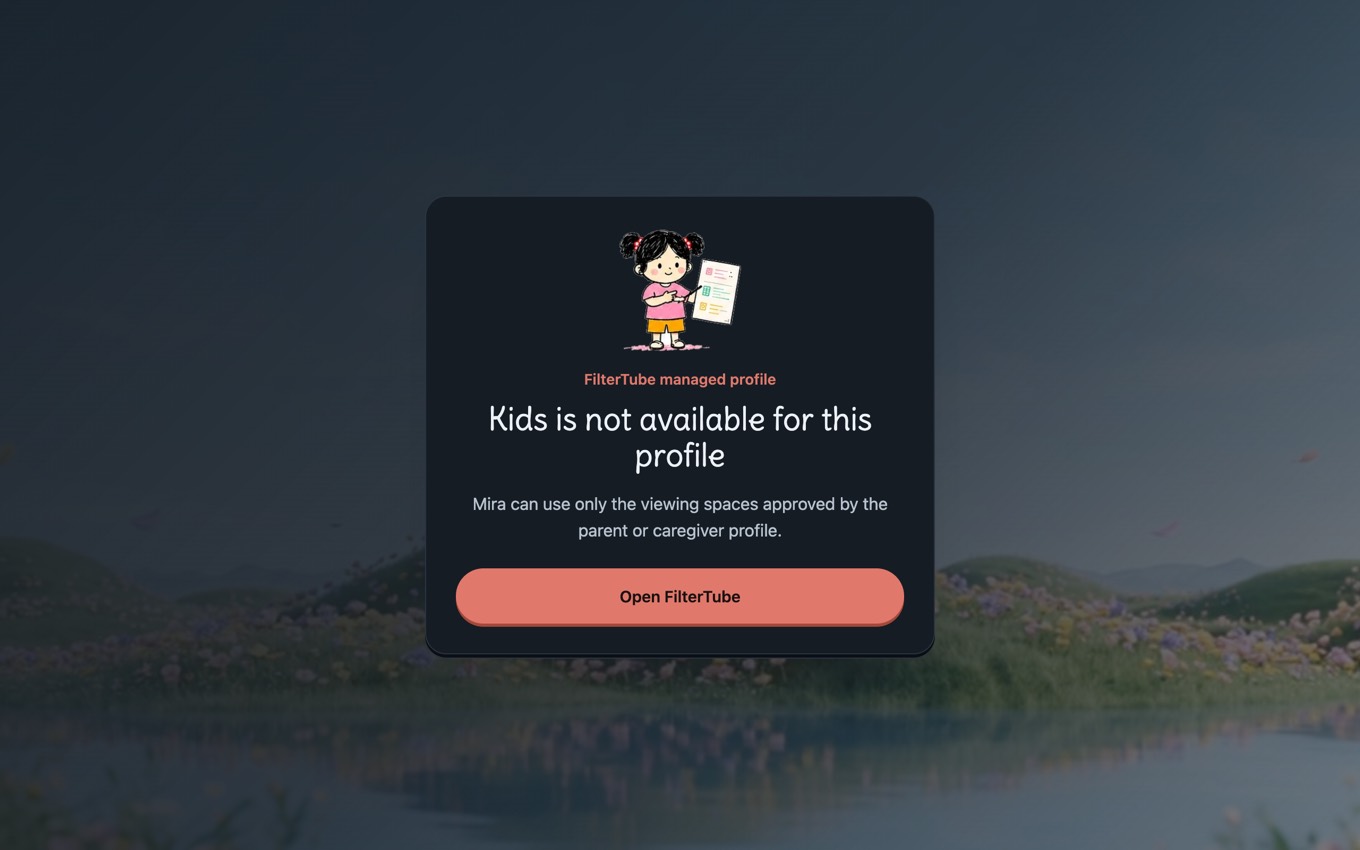 FilterTube managed profile
Kids is not available for this
profile
Mira can use only the viewing spaces approved by the
parent or caregiver profile.
Open FilterTube